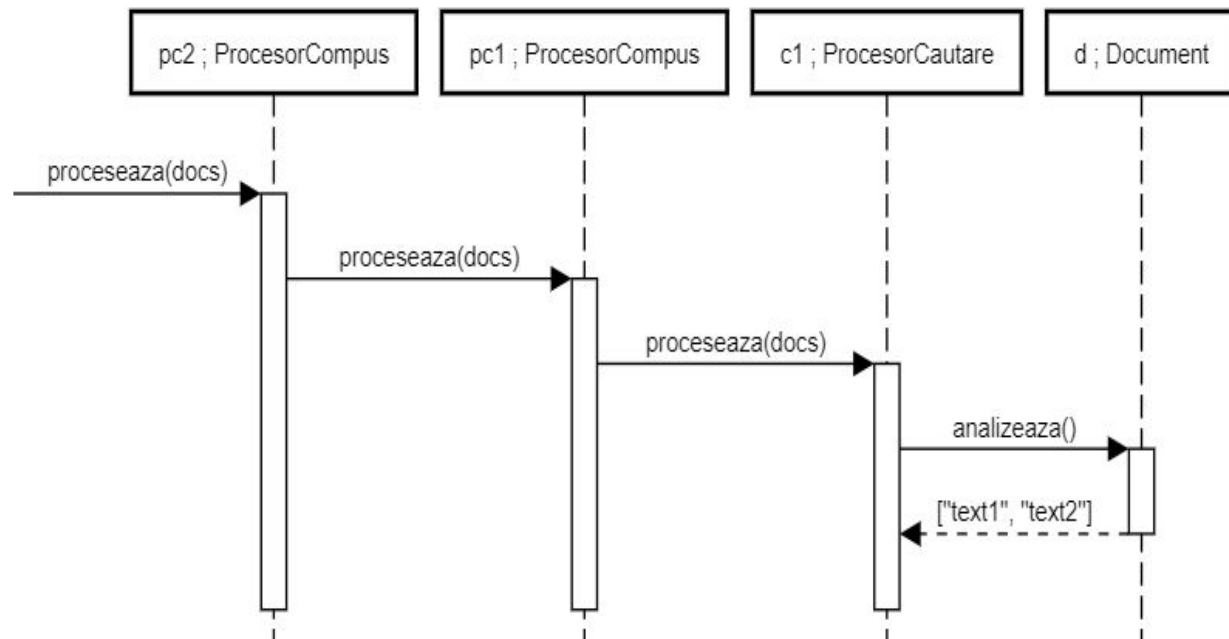 pc2 ; ProcesorCompus
pc1 ; ProcesorCompus
c1 ; ProcesorCautare
d ; Document
proceseaza(docs)
proceseaza(docs)
proceseaza(docs)
analizeaza()
["text1", "text2"]